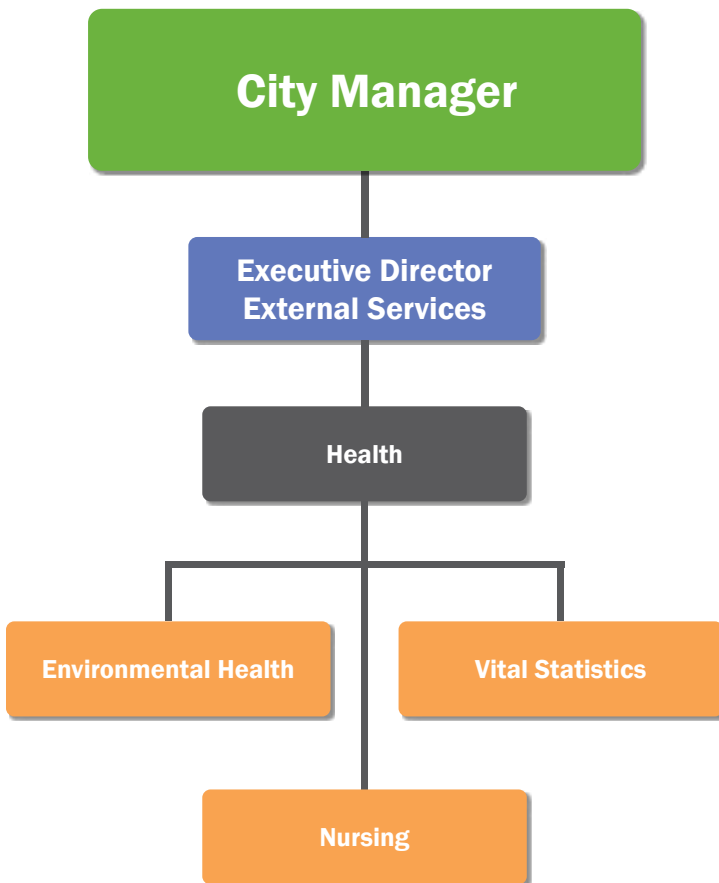 City Manager
Executive Director
External Services
Health
Environmental Health
Vital Statistics
Nursing